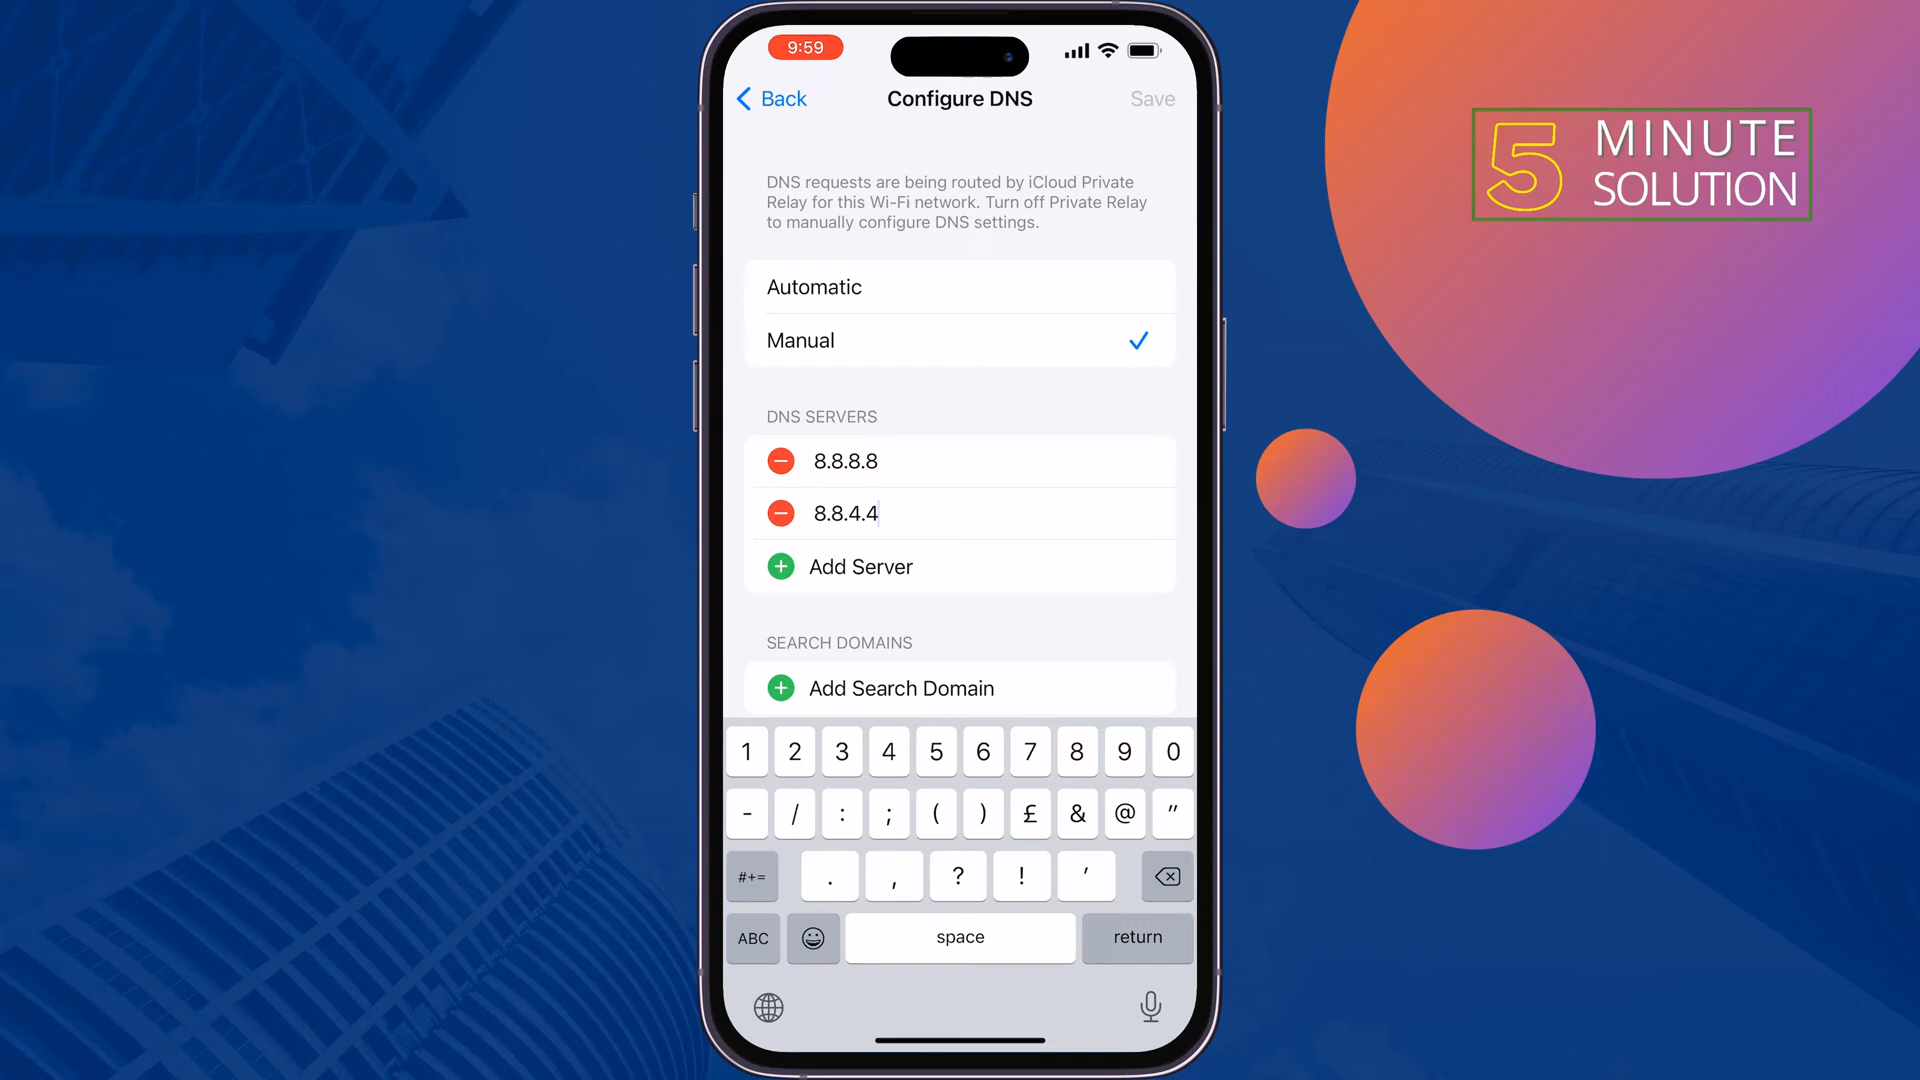 9:59
Back
Configure DNS
Save
DNS requests are being routed by iCloud Private
Relay for this Wi-Fi network. Turn off Private Relay
to manually configure DNS settings.
Automatic
Manual
DNS SERVERS
8.8.8.8
8.8.4.4
Add Server
SEARCH DOMAINS
Add Search Domain
1 2 3 4 5 6 7 8 9 0
- / : ; ( ) £ & @ "
#+= . , ? ! '
ABC space return
5 MINUTE
SOLUTION